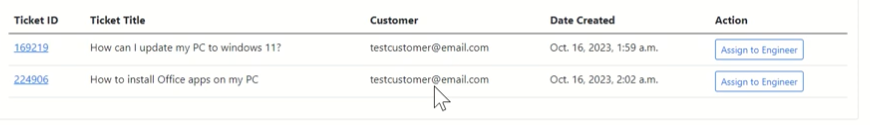 Ticket ID Ticket Title Customer Date Created Action
169219 How can I update my PC to windows 11? testcustomer@email.com Oct. 16, 2023, 1:59 a.m. Assign to Engineer
224906 How to install Office apps on my PC testcustomer@email.com Oct. 16, 2023, 2:02 a.m. Assign to Engineer